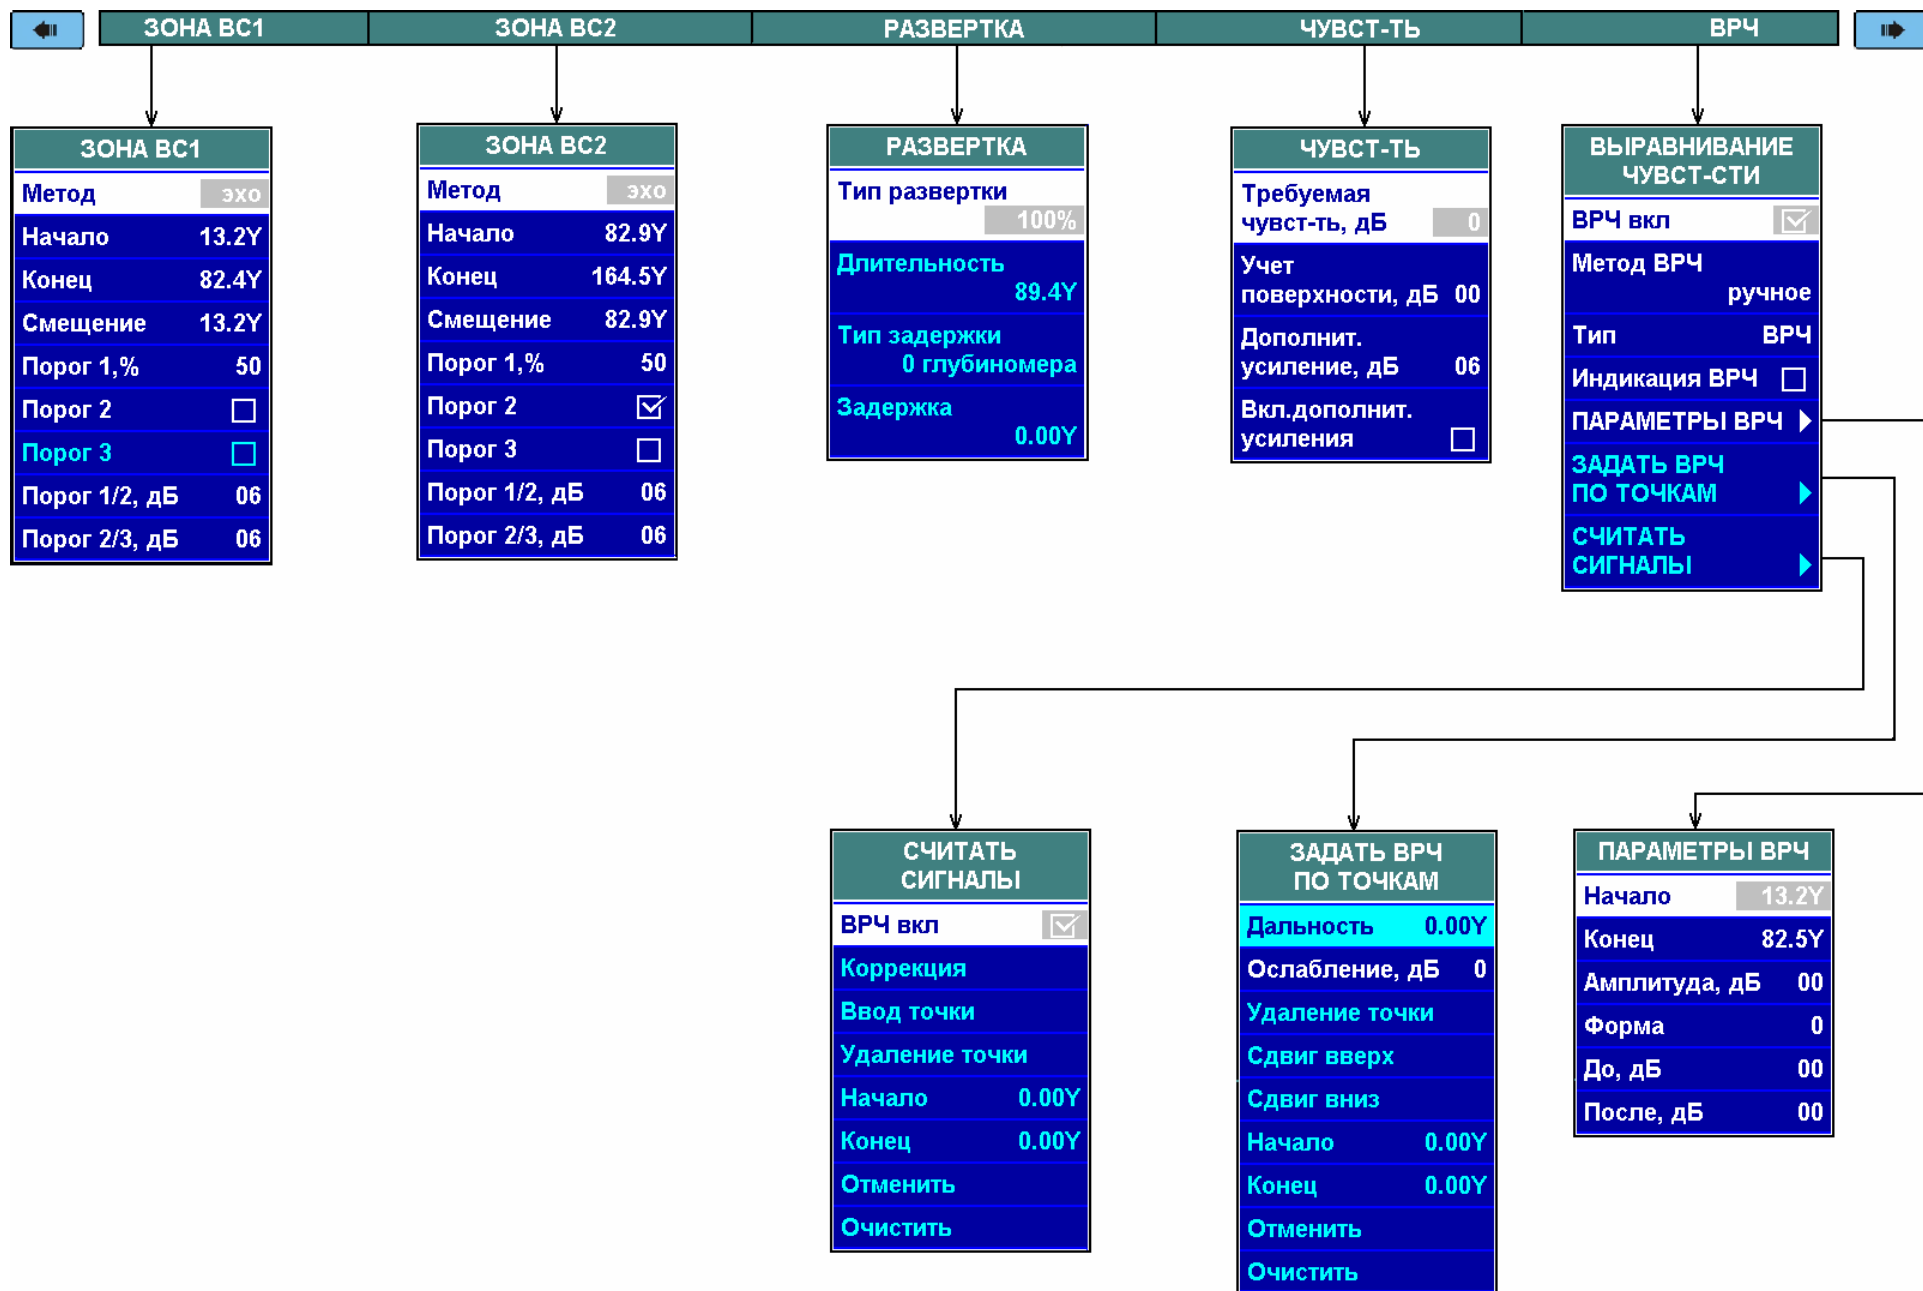 ЗОНА ВС1 ЗОНА ВС2 РАЗВЕРТКА ЧУВСТ-ТЬ ВРЧ
ЗОНА ВС1
Метод эхо
Начало 13.2Y
Конец 82.4Y
Смещение 13.2Y
Порог 1,% 50
Порог 2
Порог 3
Порог 1/2, дБ 06
Порог 2/3, дБ 06
ЗОНА ВС2
Метод эхо
Начало 82.9Y
Конец 164.5Y
Смещение 82.9Y
Порог 1,% 50
Порог 2
Порог 3
Порог 1/2, дБ 06
Порог 2/3, дБ 06
РАЗВЕРТКА
Тип развертки
100%
Длительность
89.4Y
Тип задержки
0 глубиномера
Задержка
0.00Y
ЧУВСТ-ТЬ
Требуемая
чувст-ть, дБ 0
Учет
поверхности, дБ 00
Дополнит.
усиление, дБ 06
Вкл.дополнит.
усиления
ВЫРАВНИВАНИЕ
ЧУВСТ-СТИ
ВРЧ вкл
Метод ВРЧ
ручное
Тип ВРЧ
Индикация ВРЧ
ПАРАМЕТРЫ ВРЧ
ЗАДАТЬ ВРЧ
ПО ТОЧКАМ
СЧИТАТЬ
СИГНАЛЫ
СЧИТАТЬ
СИГНАЛЫ
ВРЧ вкл
Коррекция
Ввод точки
Удаление точки
Начало 0.00Y
Конец 0.00Y
Отменить
Очистить
ЗАДАТЬ ВРЧ
ПО ТОЧКАМ
Дальность 0.00Y
Ослабление, дБ 0
Удаление точки
Сдвиг вверх
Сдвиг вниз
Начало 0.00Y
Конец 0.00Y
Отменить
Очистить
ПАРАМЕТРЫ ВРЧ
Начало 13.2Y
Конец 82.5Y
Амплитуда, дБ 00
Форма 0
До, дБ 00
После, дБ 00